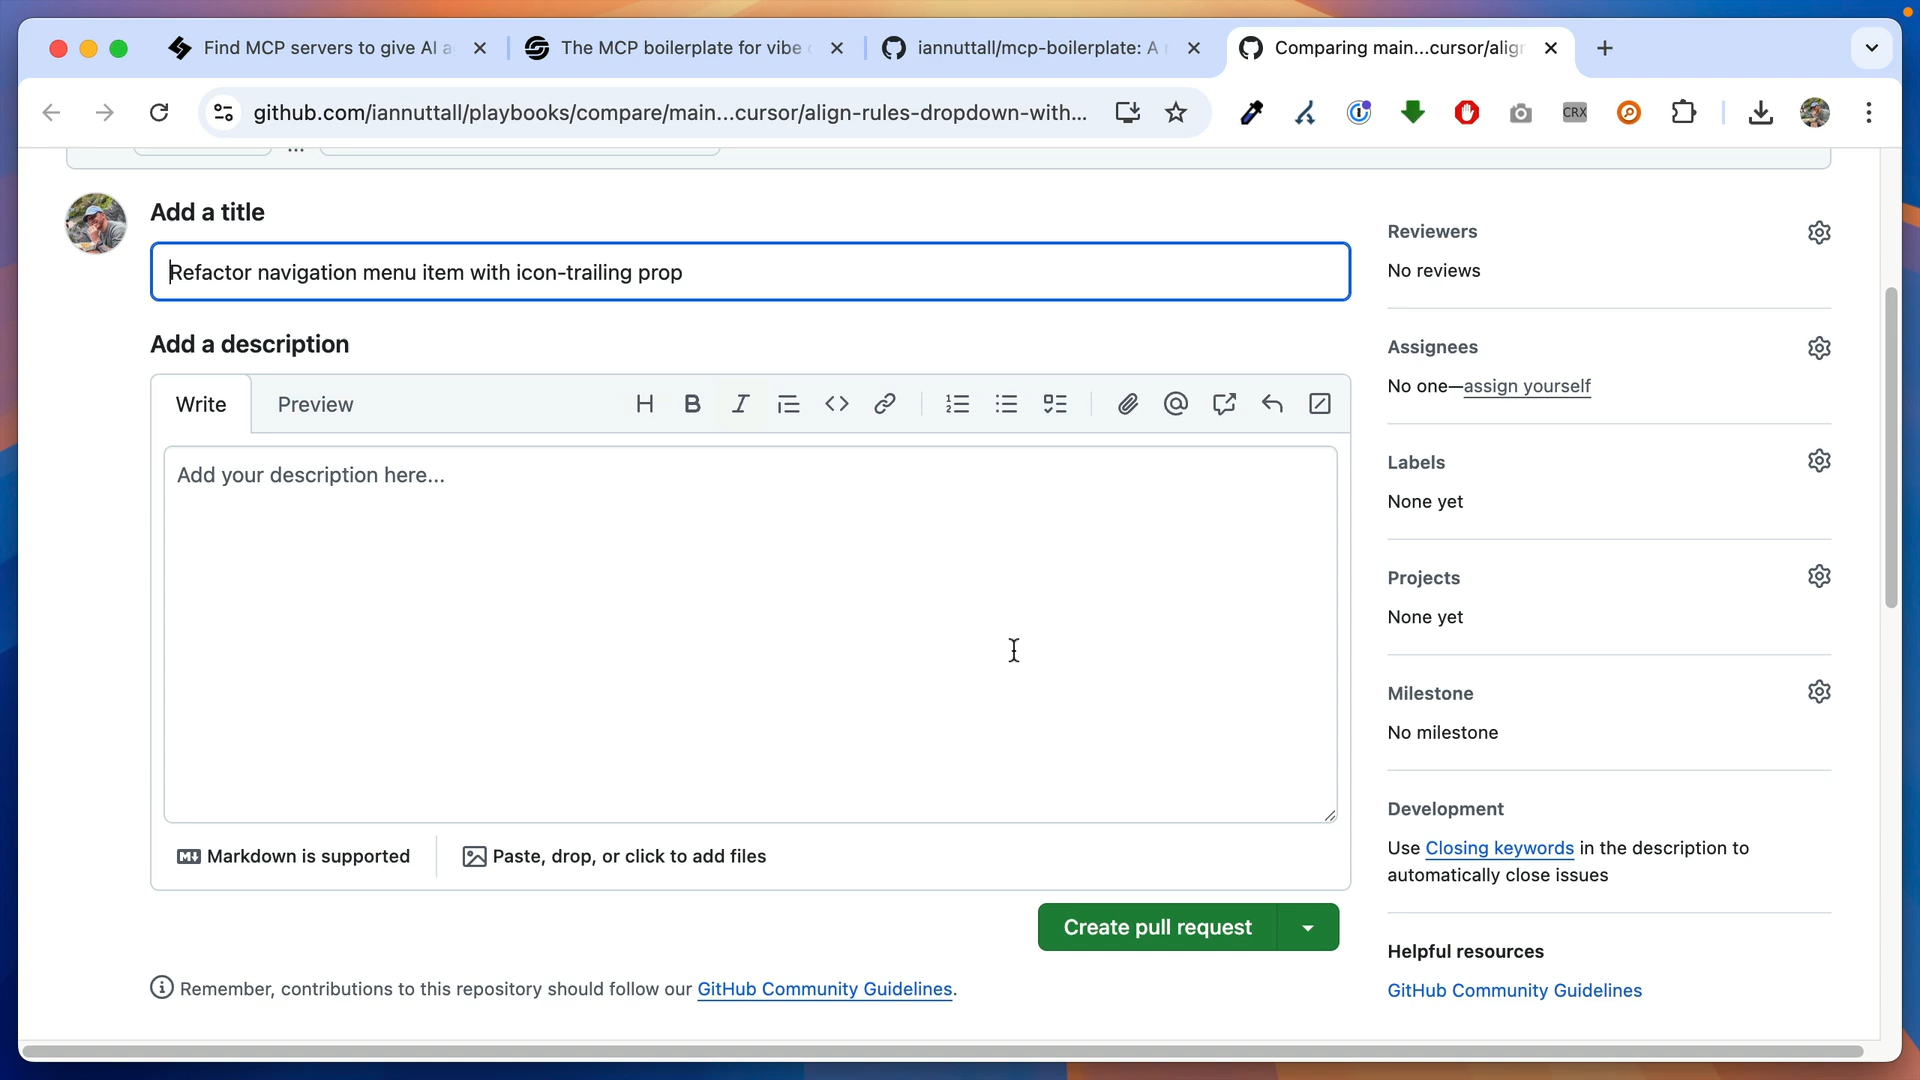 Find MCP servers to give AI a
The MCP boilerplate for vibe
iannuttall/mcp-boilerplate: A
Comparing main...cursor/align
github.com/iannuttall/playbooks/compare/main...cursor/align-rules-dropdown-with...
CRX
...
Add a title
Refactor navigation menu item with icon-trailing prop
Add a description
Write
Preview
Add your description here...
Markdown is supported
Paste, drop, or click to add files
Create pull request
Remember, contributions to this repository should follow our GitHub Community Guidelines.
Reviewers
No reviews
Assignees
No one—assign yourself
Labels
None yet
Projects
None yet
Milestone
No milestone
Development
Use Closing keywords in the description to
automatically close issues
Helpful resources
GitHub Community Guidelines